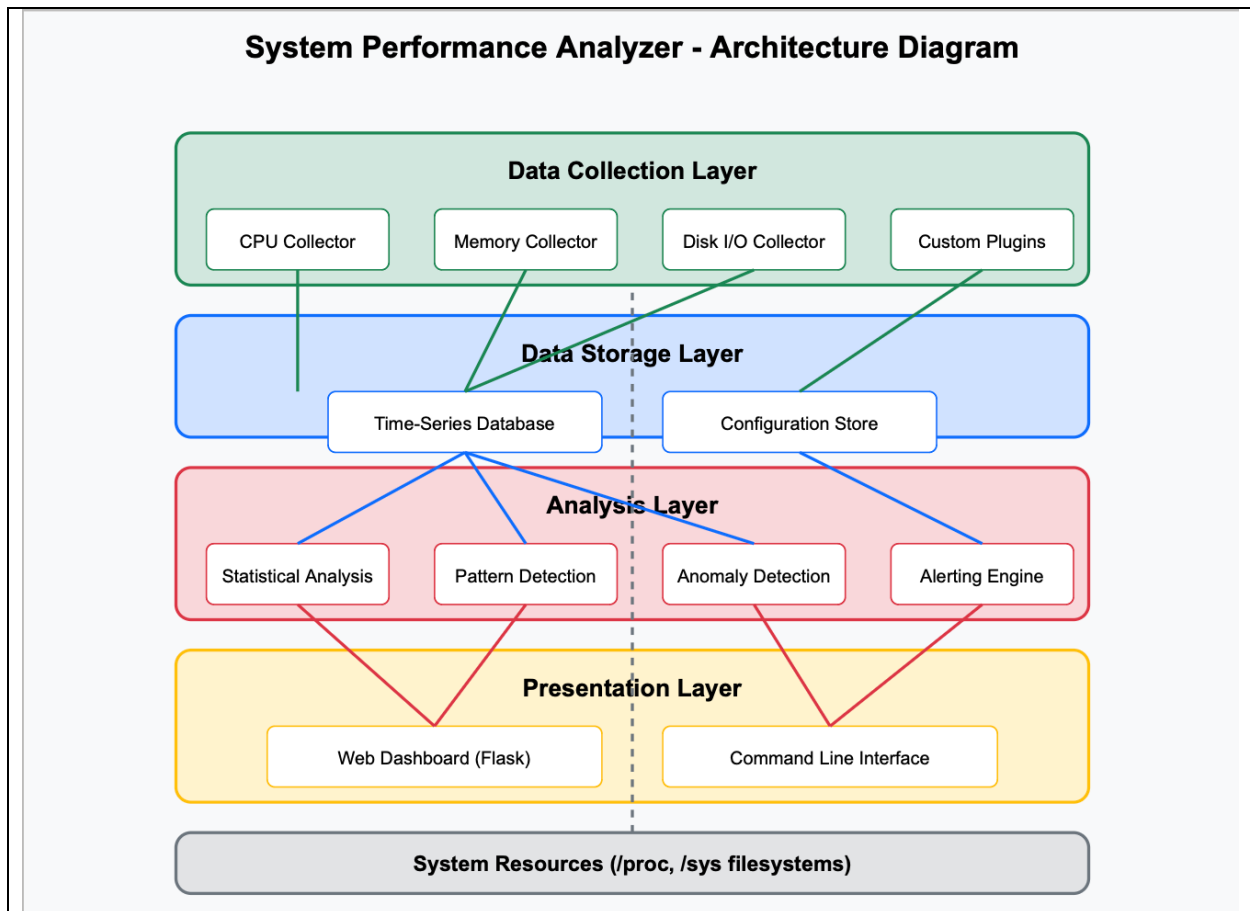 System Performance Analyzer - Architecture Diagram
Data Collection Layer
CPU Collector
Memory Collector
Disk I/O Collector
Custom Plugins
Data Storage Layer
Time-Series Database
Configuration Store
Analysis Layer
Statistical Analysis
Pattern Detection
Anomaly Detection
Alerting Engine
Presentation Layer
Web Dashboard (Flask)
Command Line Interface
System Resources (/proc, /sys filesystems)